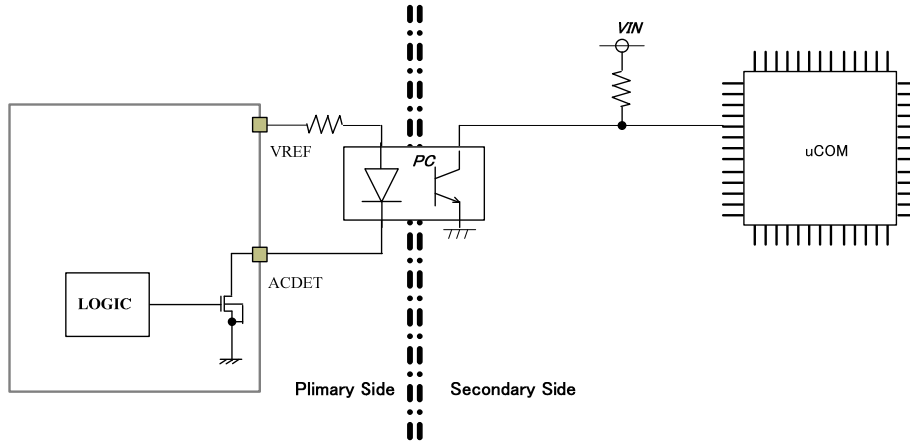 VIN
VREF
PC
uCOM
ACDET
LOGIC
Plimary Side
Secondary Side